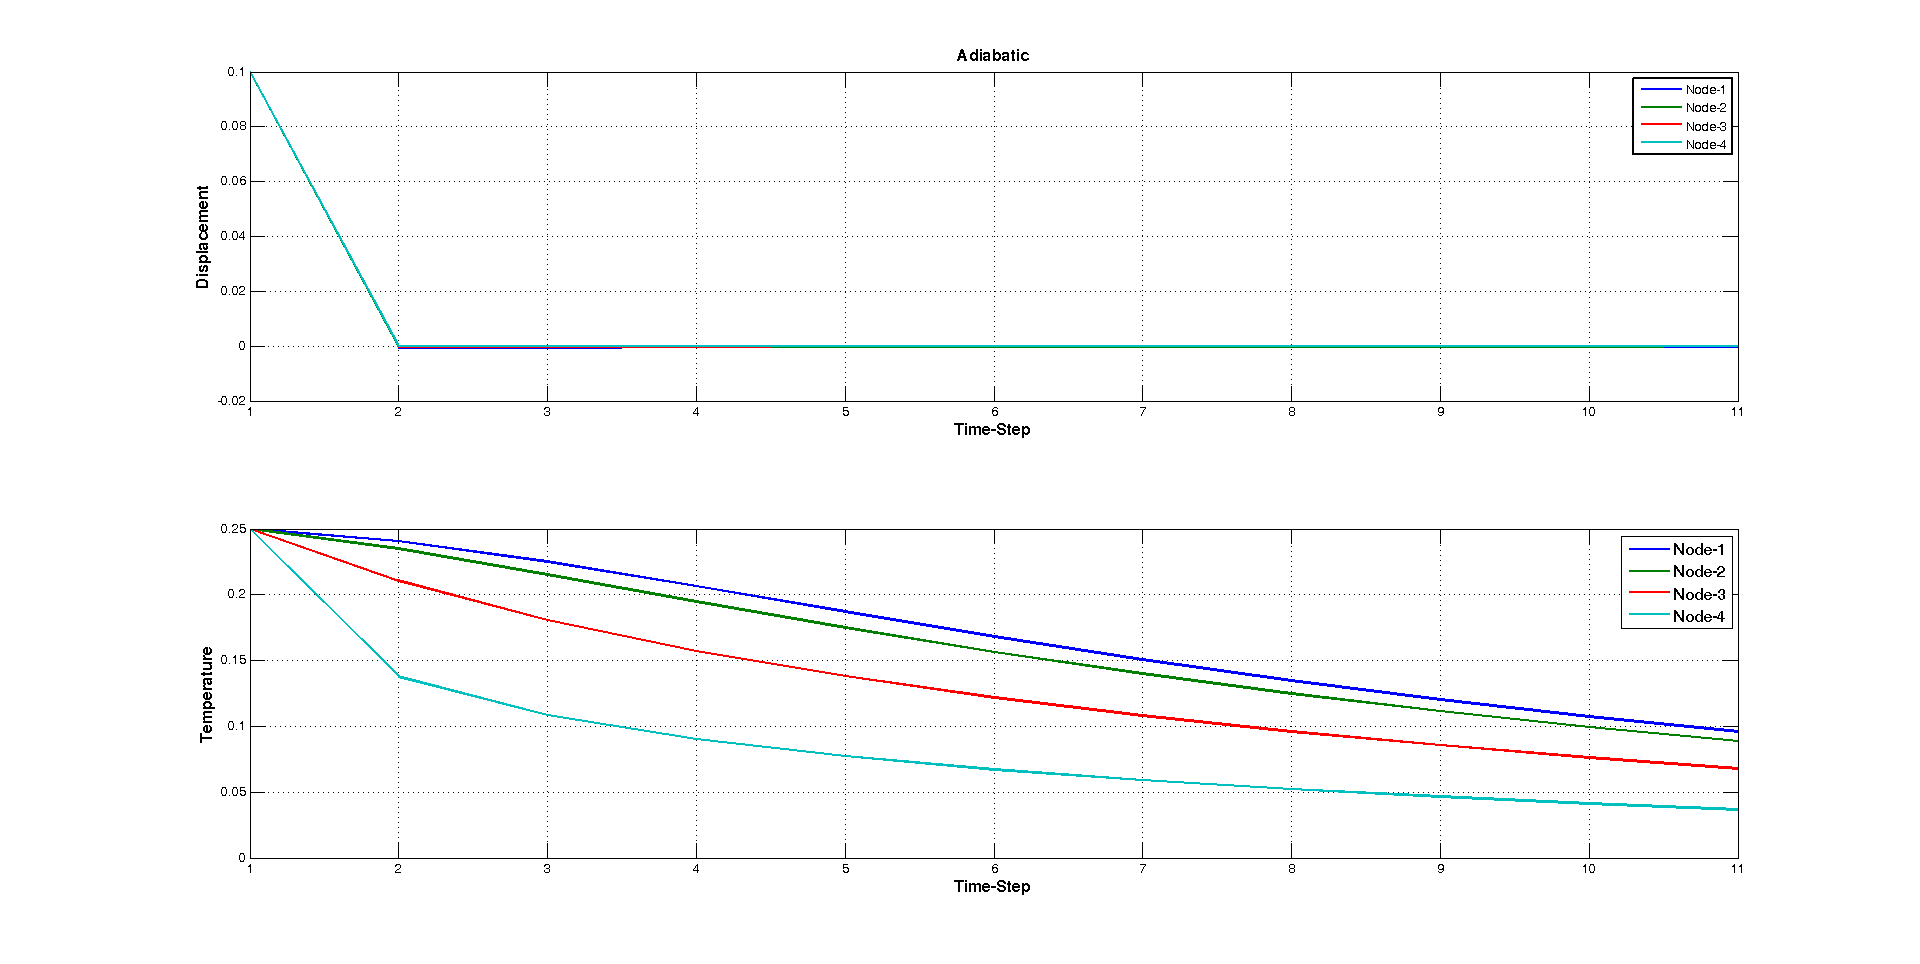 Adiabatic
0.1
0.08
0.06
0.04
0.02
0
-0.02
Displacement
1 2 3 4 5 6 7 8 9 10 11
Time-Step
Node-1
Node-2
Node-3
Node-4
0.25
0.2
0.15
0.1
0.05
0
Temperature
1 2 3 4 5 6 7 8 9 10 11
Time-Step
Node-1
Node-2
Node-3
Node-4